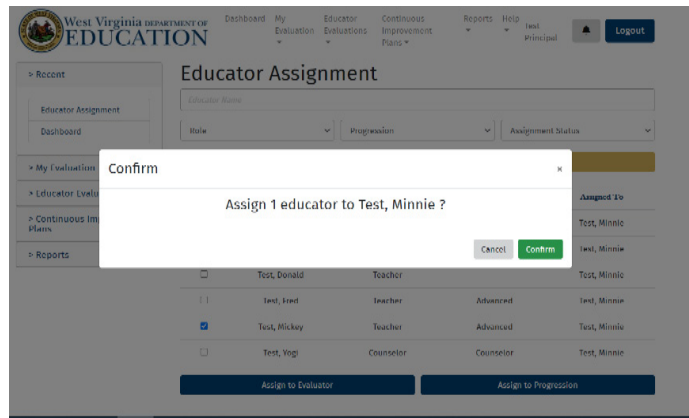 West Virginia DEPARTMENT OF
EDUCATION
Dashboard
My Evaluation
Educator Evaluations
Continuous Improvement Plans
Reports
Help
Test Principal
Logout
> Recent
Educator Assignment
Dashboard
> My Evaluation
> Educator Evalu
> Continuous Im
Plans
> Reports
Educator Assignment
Educator Name
Role
Progression
Assignment Status
Confirm
×
Assign 1 educator to Test, Minnie ?
Cancel
Confirm
Assigned To
Test, Minnie
Test, Minnie
Test, Donald Teacher Test, Minnie
Test, Fred Teacher Advanced Test, Minnie
Test, Mickey Teacher Advanced Test, Minnie
Test, Yogi Counselor Counselor Test, Minnie
Assign to Evaluator
Assign to Progression